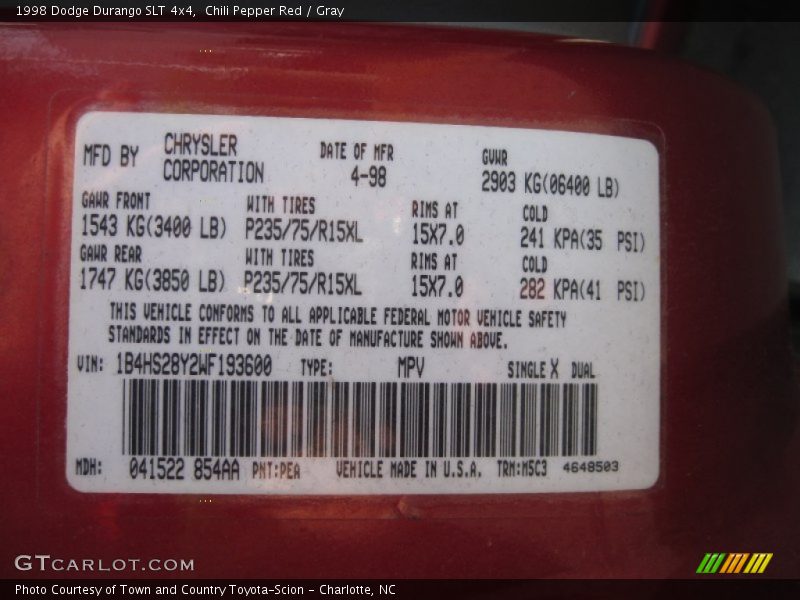 1998 Dodge Durango SLT 4x4,  Chili Pepper Red / Gray
MFD BY CHRYSLER CORPORATION DATE OF MFR 4-98 GVWR 2903 KG(06400 LB)
GAWR FRONT WITH TIRES RIMS AT COLD
1543 KG(3400 LB) P235/75/R15XL 15X7.0 241 KPA(35 PSI)
GAWR REAR WITH TIRES RIMS AT COLD
1747 KG(3850 LB) P235/75/R15XL 15X7.0 282 KPA(41 PSI)
THIS VEHICLE CONFORMS TO ALL APPLICABLE FEDERAL MOTOR VEHICLE SAFETY
STANDARDS IN EFFECT ON THE DATE OF MANUFACTURE SHOWN ABOVE.
VIN: 1B4HS28Y2WF193600 TYPE: MPV SINGLE X DUAL
MDH: 041522 854AA PNT:PEA VEHICLE MADE IN U.S.A. TRM:M5C3 4648503
GTCARLOT.COM
Photo Courtesy of Town and Country Toyota-Scion - Charlotte, NC